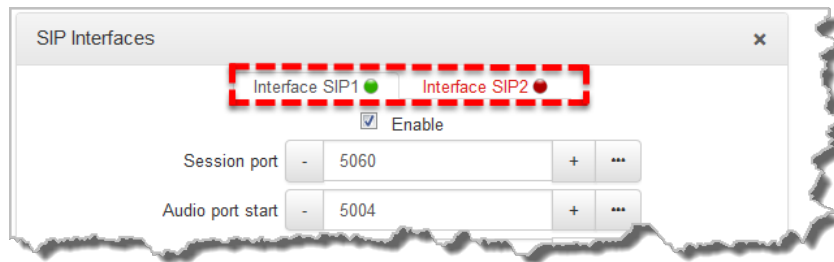 SIP Interfaces ×
Interface SIP1 Interface SIP2
Enable
Session port - 5060 + •••
Audio port start - 5004 + •••